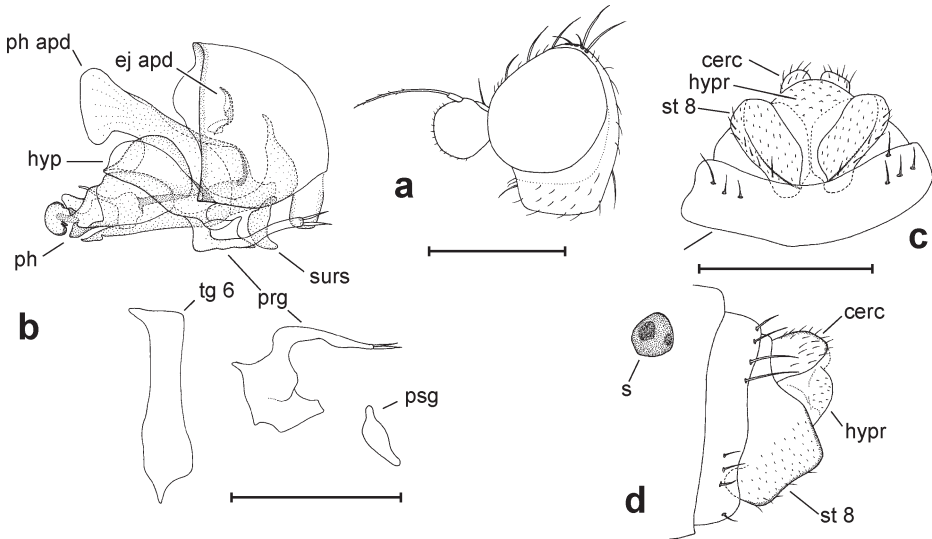 ph apd
ej apd
hyp
ph
prg
surs
a
cerc
hypr
st 8
c
b
tg 6
psg
s
cerc
hypr
d
st 8